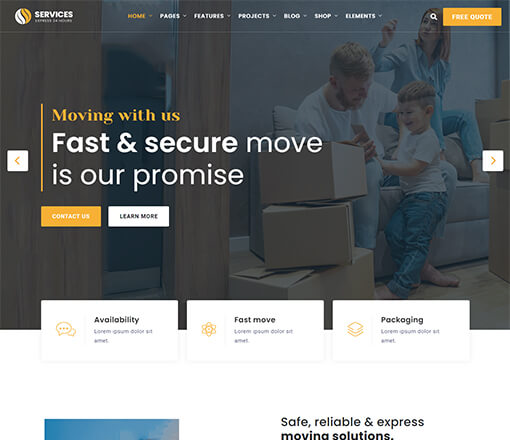 SERVICES
EXPRESS 24 HOURS
HOME PAGES FEATURES PROJECTS BLOG SHOP ELEMENTS
FREE QUOTE
Moving with us
Fast & secure move
is our promise
CONTACT US
LEARN MORE
Availability
Lorem ipsum dolor sit
amet.
Fast move
Lorem ipsum dolor sit
amet.
Packaging
Lorem ipsum dolor sit
amet.
Safe, reliable & express
moving solutions.